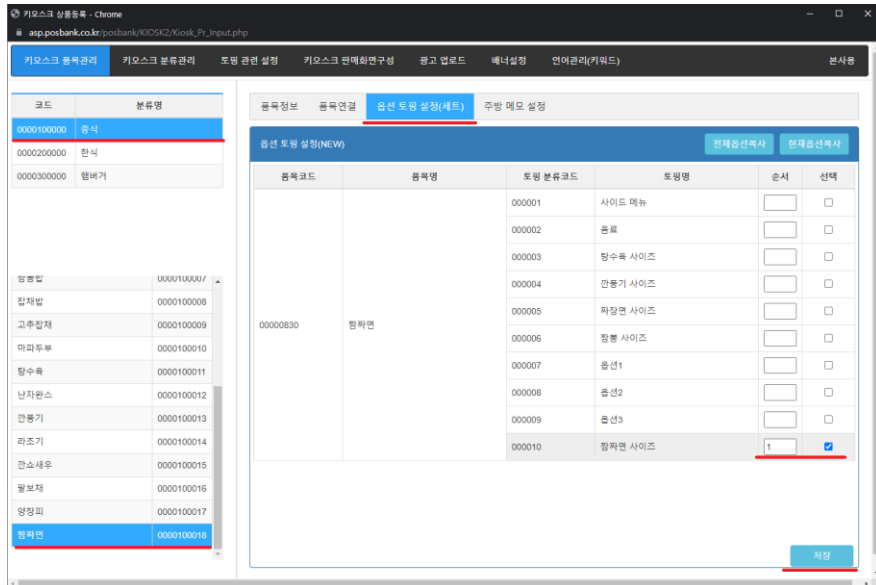 키오스크 상품등록 - Chrome
asp.posbank.co.kr/posbank/KIOSK2/Kiosk_Pr_Input.php
키오스크 품목관리 키오스크 분류관리 토핑 관련 설정 키오스크 판매화면구성 광고 업로드 배너설정 언어관리(키워드) 본사용
코드 분류명
0000100000 중식
0000200000 한식
0000300000 햄버거
품목정보 품목연결 옵션 토핑 설정(세트) 주방 메모 설정
옵션 토핑 설정(NEW) 전체옵션복사 현재옵션복사
품목코드 품목명 토핑 분류코드 토핑명 순서 선택
000001 사이드 메뉴
000002 음료
000003 탕수육 사이즈
000004 깐풍기 사이즈
000005 짜장면 사이즈
00000830 짬짜면
000006 짬뽕 사이즈
000007 옵션1
000008 옵션2
000009 옵션3
000010 짬짜면 사이즈 1
짬뽕밥 0000100007
잡채밥 0000100008
고추잡채 0000100009
마파두부 0000100010
탕수육 0000100011
난자완스 0000100012
깐풍기 0000100013
라조기 0000100014
깐쇼새우 0000100015
팔보채 0000100016
양장피 0000100017
짬짜면 0000100018
저장